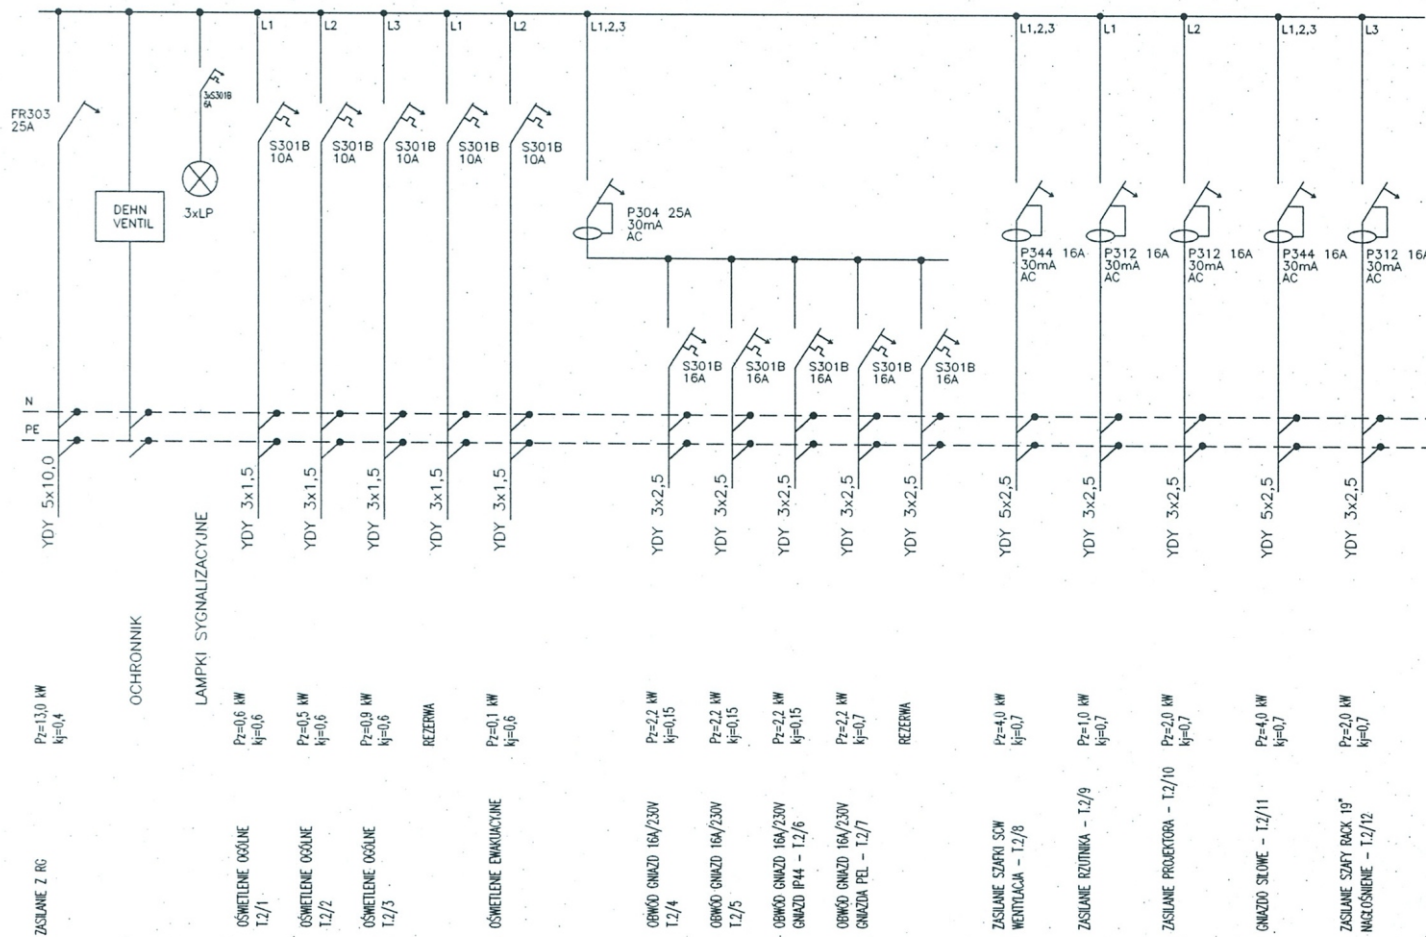 L1
L2
L3
L1
L2
L1,2,3
L1,2,3
L1
L2
L1,2,3
L3
FR303
25A
3xS301B
6A
3xLP
DEHN
VENTIL
S301B
10A
S301B
10A
S301B
10A
S301B
10A
S301B
10A
P304 25A
30mA
AC
P344 16A
30mA
AC
P312 16A
30mA
AC
P312 16A
30mA
AC
P344 16A
30mA
AC
P312 16A
30mA
AC
S301B
16A
S301B
16A
S301B
16A
S301B
16A
S301B
16A
N
PE
YDY 5x10,0
YDY 3x1,5
YDY 3x1,5
YDY 3x1,5
YDY 3x1,5
YDY 3x2,5
YDY 3x2,5
YDY 3x2,5
YDY 3x2,5
YDY 5x2,5
YDY 3x2,5
YDY 3x2,5
YDY 5x2,5
YDY 3x2,5
OCHRONNIK
LAMPKI SYGNALIZACYJNE
Pz=13,0 kW
kj=0,4
Pz=0,6 kW
kj=0,6
Pz=0,5 kW
kj=0,6
Pz=0,9 kW
kj=0,6
REZERWA
Pz=0,1 kW
kj=0,6
Pz=2,2 kW
kj=0,15
Pz=2,2 kW
kj=0,15
Pz=2,2 kW
kj=0,15
Pz=2,2 kW
kj=0,7
REZERWA
Pz=4,0 kW
kj=0,7
Pz=1,0 kW
kj=0,7
Pz=2,0 kW
kj=0,7
Pz=4,0 kW
kj=0,7
Pz=2,0 kW
kj=0,7
ZASILANIE Z RG
OŚWIETLENIE OGÓLNE
T.2/1
OŚWIETLENIE OGÓLNE
T.2/2
OŚWIETLENIE OGÓLNE
T.2/3
OŚWIETLENIE EWAKUACYJNE
OBWÓD GNIAZD 16A/230V
T.2/4
OBWÓD GNIAZD 16A/230V
T.2/5
OBWÓD GNIAZD 16A/230V
GNIAZD IP44 - T.2/6
OBWÓD GNIAZD 16A/230V
GNIAZDA PEL - T.2/7
ZASILANIE SZAFKI SCW
WENTYLACJA - T.2/8
ZASILANIE RZUTNIKA - T.2/9
ZASILANIE PROJEKTORA - T.2/10
GNIAZDO SIŁOWE - T.2/11
ZASILANIE SZAFY RACK 19"
NAGŁOŚNIENIE - T.2/12